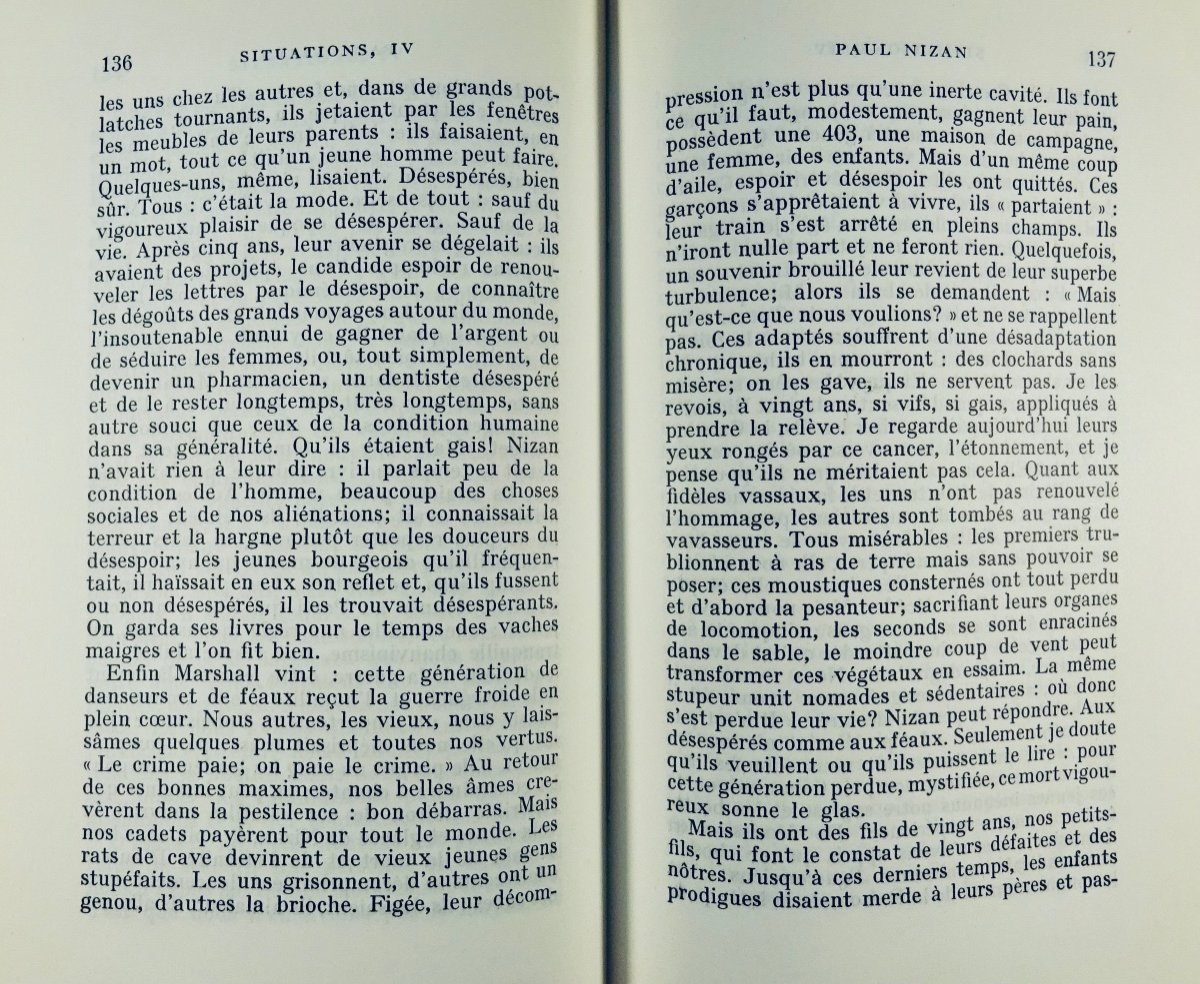 136
SITUATIONS, IV
les uns chez les autres et, dans de grands pot-
latches tournants, ils jetaient par les fenêtres
les meubles de leurs parents : ils faisaient, en
un mot, tout ce qu'un jeune homme peut faire.
Quelques-uns, même, lisaient. Désespérés, bien
sûr. Tous : c'était la mode. Et de tout : sauf du
vigoureux plaisir de se désespérer. Sauf de la
vie. Après cinq ans, leur avenir se dégelait : ils
avaient des projets, le candide espoir de renou-
veler les lettres par le désespoir, de connaître
les dégoûts des grands voyages autour du monde,
l'insoutenable ennui de gagner de l'argent ou
de séduire les femmes, ou, tout simplement, de
devenir un pharmacien, un dentiste désespéré
et de le rester longtemps, très longtemps, sans
autre souci que ceux de la condition humaine
dans sa généralité. Qu'ils étaient gais! Nizan
n'avait rien à leur dire : il parlait peu de la
condition de l'homme, beaucoup des choses
sociales et de nos aliénations; il connaissait la
terreur et la hargne plutôt que les douceurs du
désespoir; les jeunes bourgeois qu'il fréquen-
tait, il haïssait en eux son reflet et, qu'ils fussent
ou non désespérés, il les trouvait désespérants.
On garda ses livres pour le temps des vaches
maigres et l'on fit bien.
Enfin Marshall vint : cette génération de
danseurs et de féaux reçut la guerre froide en
plein cœur. Nous autres, les vieux, nous y lais-
sâmes quelques plumes et toutes nos vertus.
« Le crime paie; on paie le crime. » Au retour
de ces bonnes maximes, nos belles âmes cre-
vèrent dans la pestilence : bon débarras. Mais
nos cadets payèrent pour tout le monde. Les
rats de cave devinrent de vieux jeunes gens
stupéfaits. Les uns grisonnent, d'autres ont un
genou, d'autres la brioche. Figée, leur décom-
PAUL NIZAN
137
pression n'est plus qu'une inerte cavité. Ils font
ce qu'il faut, modestement, gagnent leur pain,
possèdent une 403, une maison de campagne,
une femme, des enfants. Mais d'un même coup
d'aile, espoir et désespoir les ont quittés. Ces
garçons s'apprêtaient à vivre, ils « partaient » :
leur train s'est arrêté en pleins champs. Ils
n'iront nulle part et ne feront rien. Quelquefois,
un souvenir brouillé leur revient de leur superbe
turbulence; alors ils se demandent : « Mais
qu'est-ce que nous voulions? » et ne se rappellent
pas. Ces adaptés souffrent d'une désadaptation
chronique, ils en mourront : des clochards sans
misère; on les gave, ils ne servent pas. Je les
revois, à vingt ans, si vifs, si gais, appliqués à
prendre la relève. Je regarde aujourd'hui leurs
yeux rongés par ce cancer, l'étonnement, et je
pense qu'ils ne méritaient pas cela. Quant aux
fidèles vassaux, les uns n'ont pas renouvelé
l'hommage, les autres sont tombés au rang de
vavasseurs. Tous misérables : les premiers tru-
blionnent à ras de terre mais sans pouvoir se
poser; ces moustiques consternés ont tout perdu
et d'abord la pesanteur; sacrifiant leurs organes
de locomotion, les seconds se sont enracinés
dans le sable, le moindre coup de vent peut
transformer ces végétaux en essaim. La même
stupeur unit nomades et sédentaires : où donc
s'est perdue leur vie? Nizan peut répondre. Aux
désespérés comme aux féaux. Seulement je doute
qu'ils veuillent ou qu'ils puissent le lire : pour
cette génération perdue, mystifiée, ce mort vigou-
reux sonne le glas.
Mais ils ont des fils de vingt ans, nos petits-
fils, qui font le constat de leurs défaites et des
nôtres. Jusqu'à ces derniers temps, les enfants
prodigues disaient merde à leurs pères et pas-